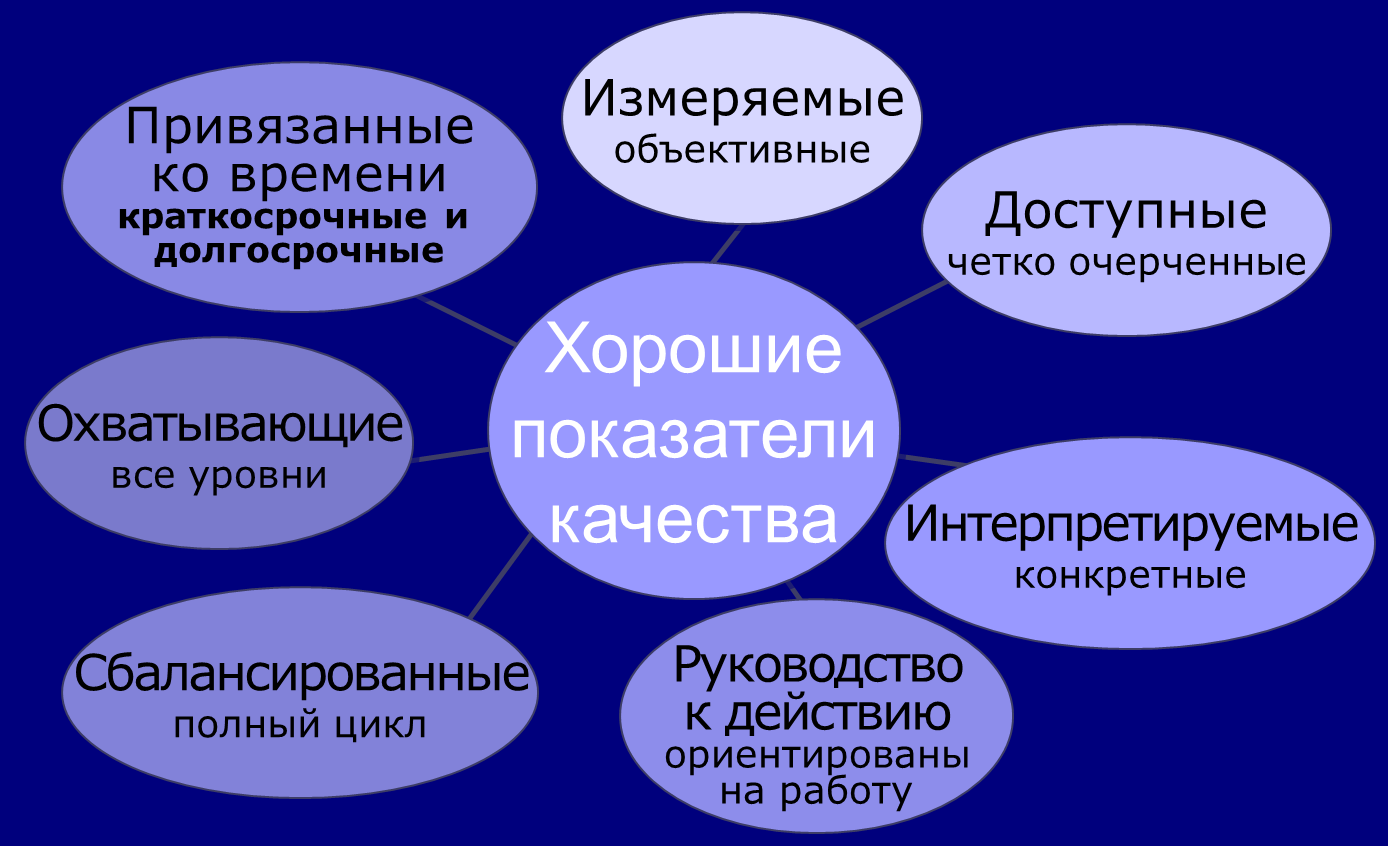 Хорошие
показатели
качества
Измеряемые
объективные
Доступные
четко очерченные
Интерпретируемые
конкретные
Руководство
к действию
ориентированы
на работу
Сбалансированные
полный цикл
Охватывающие
все уровни
Привязанные
ко времени
краткосрочные и
долгосрочные